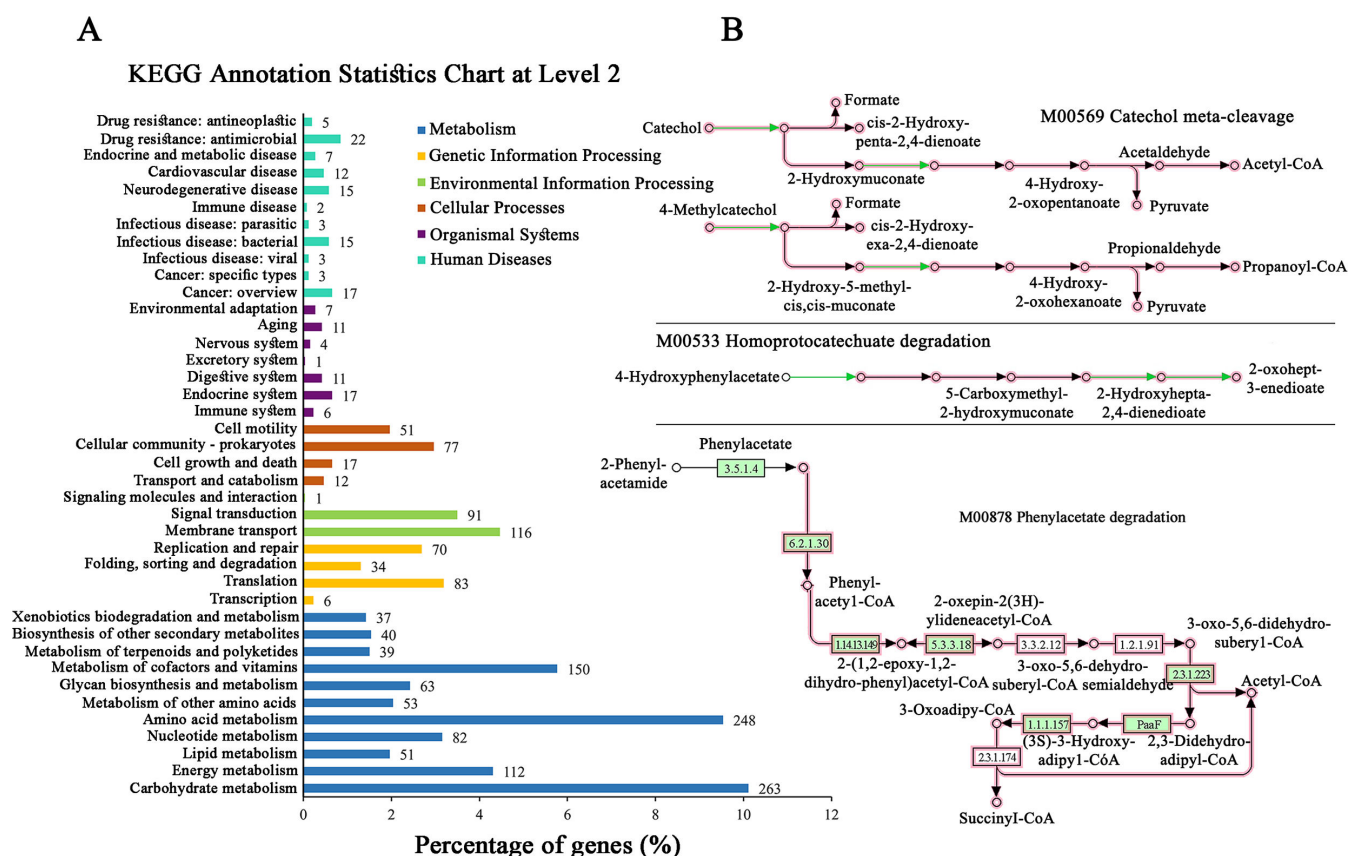 A
KEGG Annotation Statistics Chart at Level 2
Drug resistance: antineoplastic 5
Drug resistance: antimicrobial 22
Endocrine and metabolic disease 7
Cardiovascular disease 12
Neurodegenerative disease 15
Immune disease 2
Infectious disease: parasitic 3
Infectious disease: bacterial 15
Infectious disease: viral 3
Cancer: specific types 3
Cancer: overview 17
Environmental adaptation 7
Aging 11
Nervous system 4
Excretory system 1
Digestive system 11
Endocrine system 17
Immune system 6
Cell motility 51
Cellular community - prokaryotes 77
Cell growth and death 17
Transport and catabolism 12
Signaling molecules and interaction 1
Signal transduction 91
Membrane transport 116
Replication and repair 70
Folding, sorting and degradation 34
Translation 83
Transcription 6
Xenobiotics biodegradation and metabolism 37
Biosynthesis of other secondary metabolites 40
Metabolism of terpenoids and polyketides 39
Metabolism of cofactors and vitamins 150
Glycan biosynthesis and metabolism 63
Metabolism of other amino acids 53
Amino acid metabolism 248
Nucleotide metabolism 82
Lipid metabolism 51
Energy metabolism 112
Carbohydrate metabolism 263
0 2 4 6 8 10 12
Percentage of genes (%)
Metabolism
Genetic Information Processing
Environmental Information Processing
Cellular Processes
Organismal Systems
Human Diseases
B
M00569 Catechol meta-cleavage
Formate
Catechol
cis-2-Hydroxy-
penta-2,4-dienoate
2-Hydroxymuconate
4-Hydroxy-
2-oxopentanoate
Acetaldehyde
Acetyl-CoA
Pyruvate
Formate
4-Methylcatechol
cis-2-Hydroxy-
exa-2,4-dienoate
2-Hydroxy-5-methyl-
cis,cis-muconate
4-Hydroxy-
2-oxohexanoate
Propionaldehyde
Propanoyl-CoA
Pyruvate
M00533 Homoprotocatechuate degradation
4-Hydroxyphenylacetate
5-Carboxymethyl-
2-hydroxymuconate
2-Hydroxyhepta-
2,4-dienedioate
2-oxohept-
3-enedioate
Phenylacetate
2-Phenyl-
acetamide
3.5.1.4
M00878 Phenylacetate degradation
6.2.1.30
Phenyl-
acety1-CoA
2-oxepin-2(3H)-
ylideneacetyl-CoA
3-oxo-5,6-didehydro-
subery1-CoA
1.14.13.149
5.3.3.18
3.3.2.12
1.2.1.91
2-(1,2-epoxy-1,2-
dihydro-phenyl)acetyl-CoA
3-oxo-5,6-dehydro-
suberyl-CoA semialdehyde
2.3.1.223
Acetyl-CoA
3-Oxoadipy-CoA
1.1.1.157
PaaF
(3S)-3-Hydroxy-
adipy1-CóA
2,3-Didehydro-
adipyl-CoA
2.3.1.174
SuccinyI-CoA